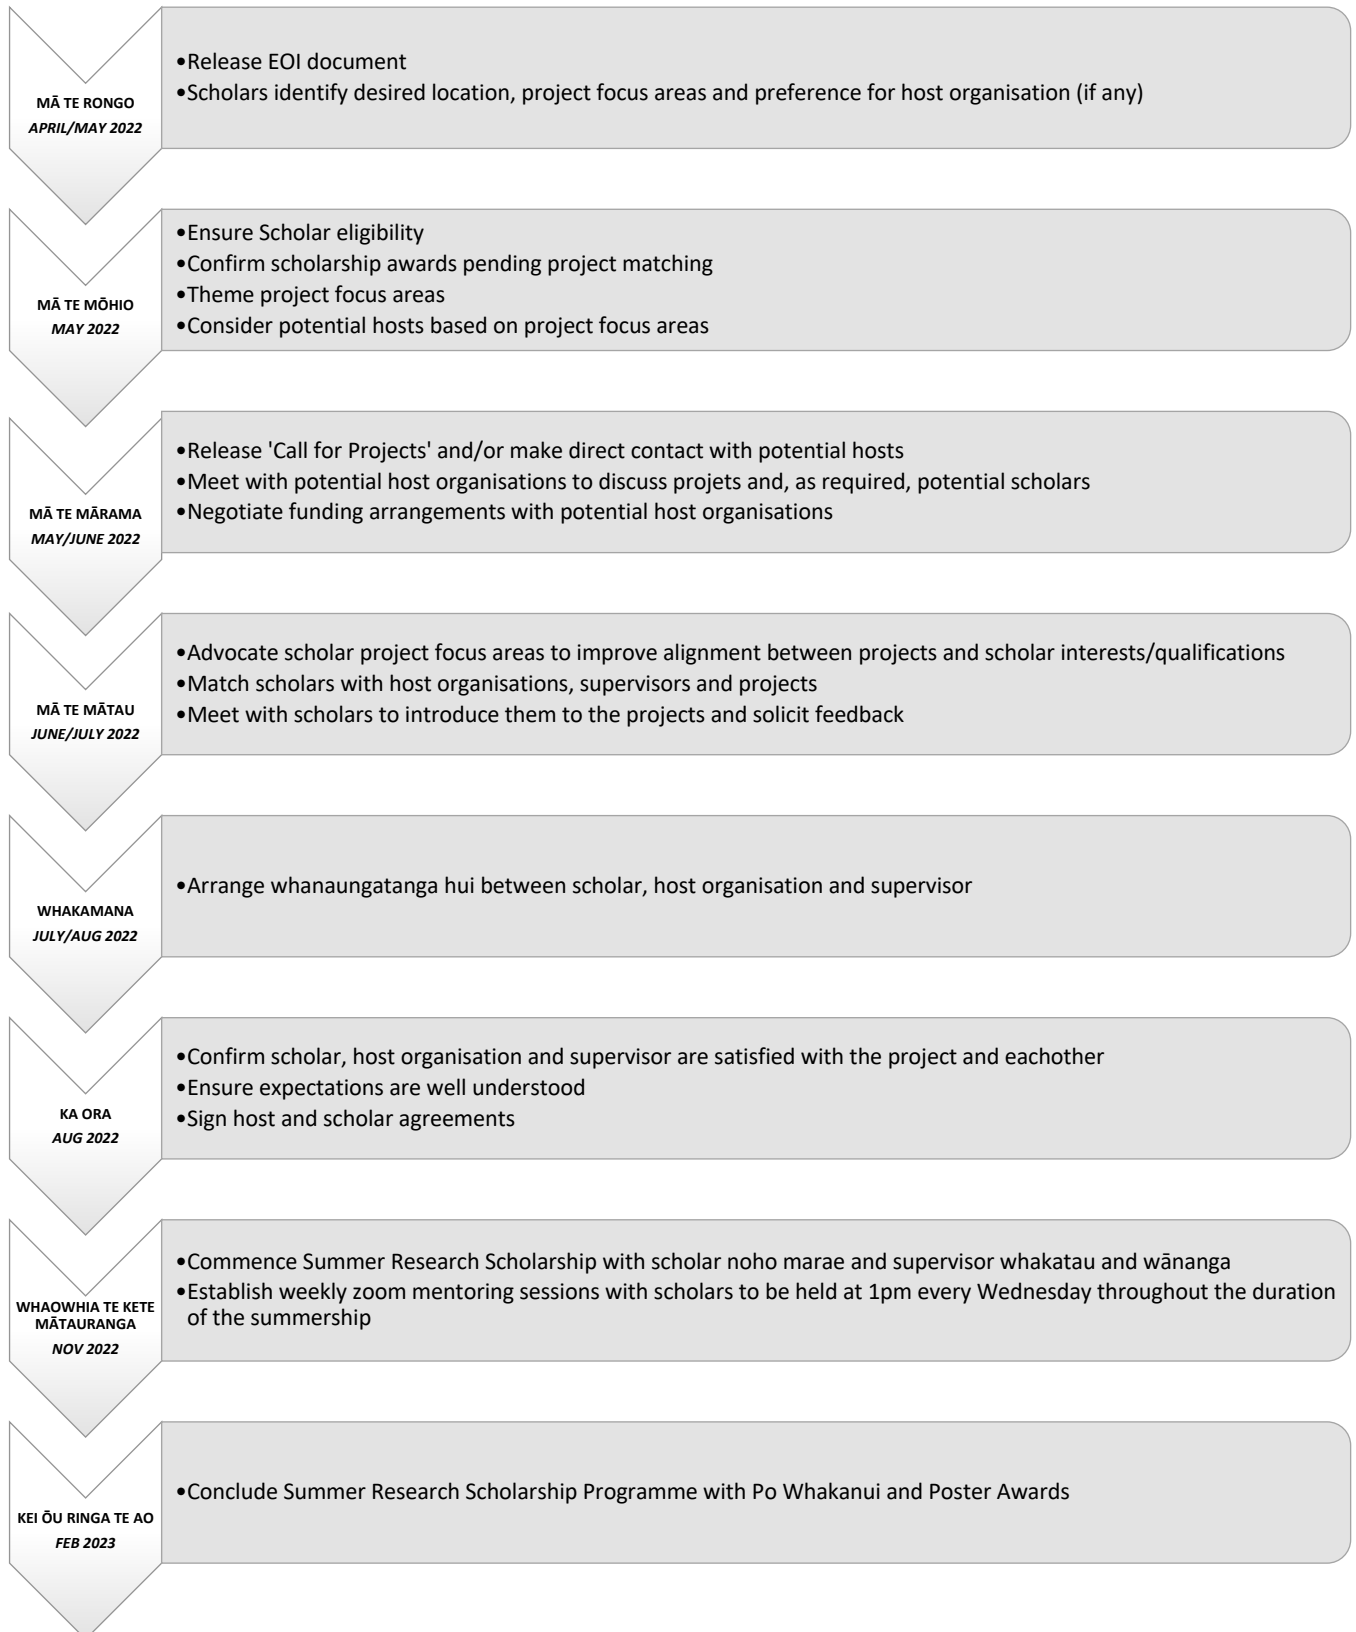 MĀ TE RONGO
APRIL/MAY 2022
•Release EOI document
•Scholars identify desired location, project focus areas and preference for host organisation (if any)
MĀ TE MŌHIO
MAY 2022
•Ensure Scholar eligibility
•Confirm scholarship awards pending project matching
•Theme project focus areas
•Consider potential hosts based on project focus areas
MĀ TE MĀRAMA
MAY/JUNE 2022
•Release 'Call for Projects' and/or make direct contact with potential hosts
•Meet with potential host organisations to discuss projets and, as required, potential scholars
•Negotiate funding arrangements with potential host organisations
MĀ TE MĀTAU
JUNE/JULY 2022
•Advocate scholar project focus areas to improve alignment between projects and scholar interests/qualifications
•Match scholars with host organisations, supervisors and projects
•Meet with scholars to introduce them to the projects and solicit feedback
WHAKAMANA
JULY/AUG 2022
•Arrange whanaungatanga hui between scholar, host organisation and supervisor
KA ORA
AUG 2022
•Confirm scholar, host organisation and supervisor are satisfied with the project and eachother
•Ensure expectations are well understood
•Sign host and scholar agreements
WHAOWHIA TE KETE
MĀTAURANGA
NOV 2022
•Commence Summer Research Scholarship with scholar noho marae and supervisor whakatau and wānanga
•Establish weekly zoom mentoring sessions with scholars to be held at 1pm every Wednesday throughout the duration
of the summership
KEI ŌU RINGA TE AO
FEB 2023
•Conclude Summer Research Scholarship Programme with Po Whakanui and Poster Awards